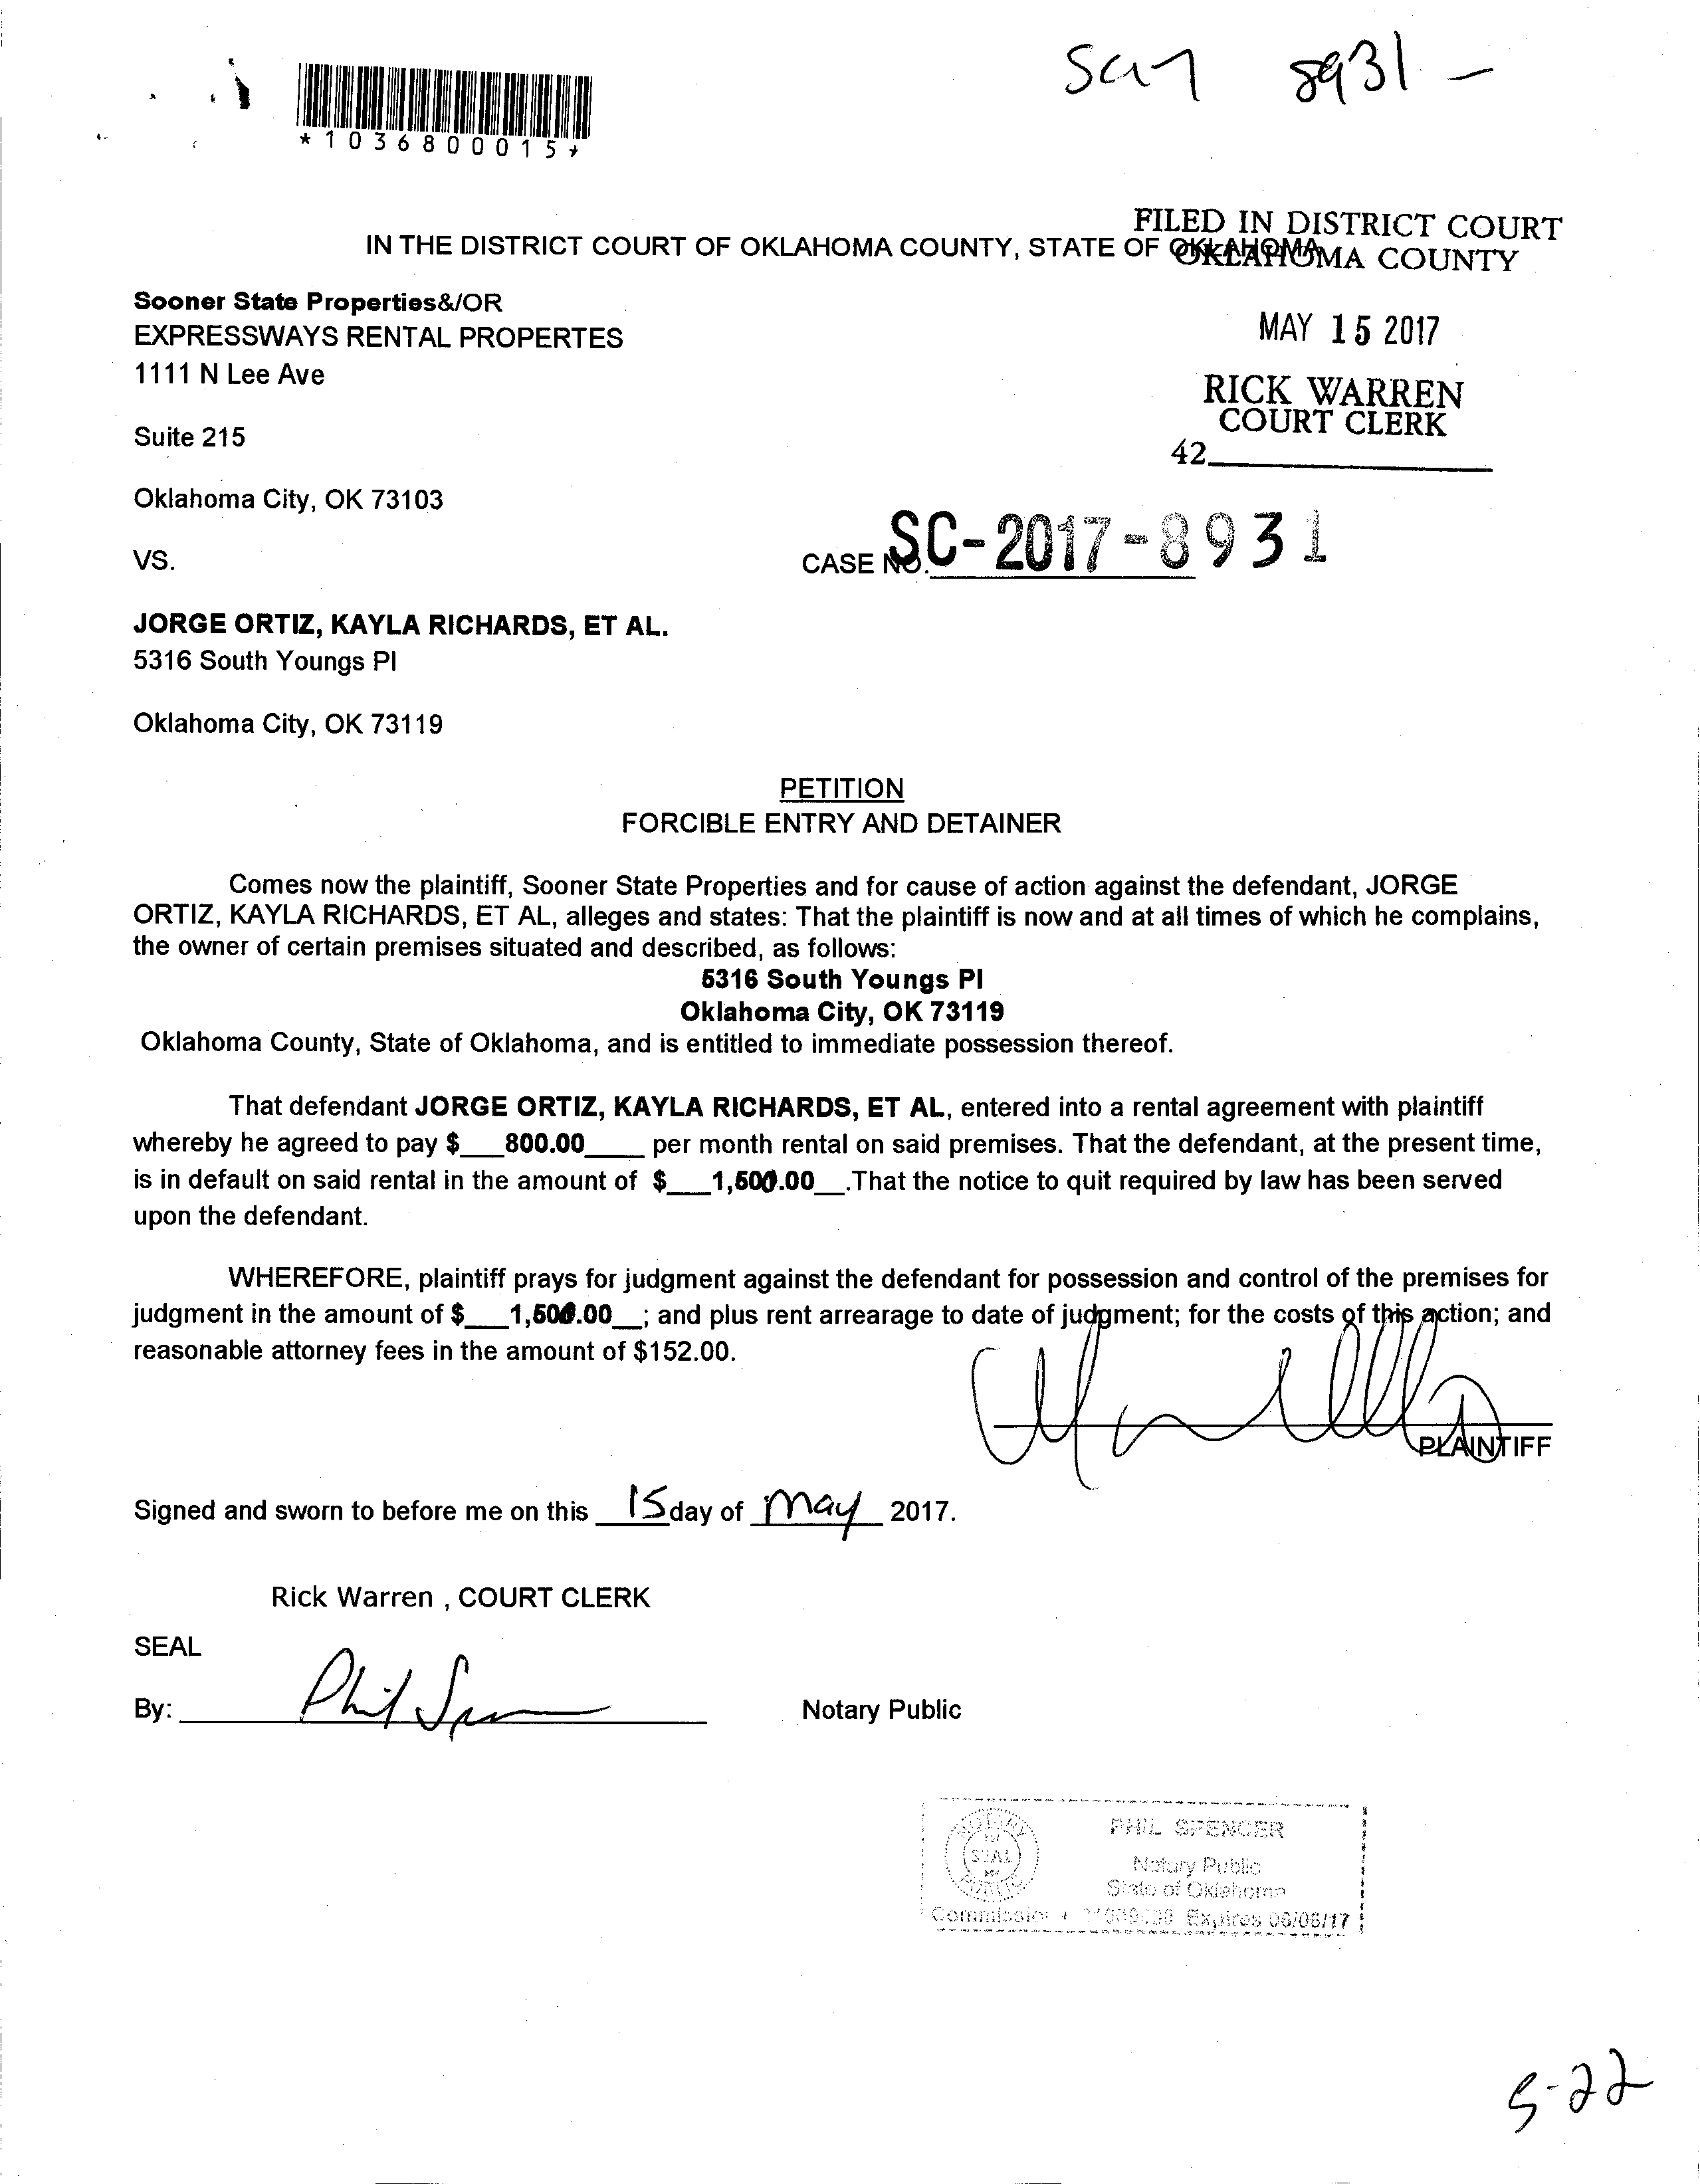 SC17 8931 -
*1036800015*
FILED IN DISTRICT COURT
OKLAHOMA COUNTY
IN THE DISTRICT COURT OF OKLAHOMA COUNTY, STATE OF OKLAHOMA
Sooner State Properties&/OR
EXPRESSWAYS RENTAL PROPERTES
1111 N Lee Ave
MAY 15 2017
RICK WARREN
COURT CLERK
Suite 215
42
Oklahoma City, OK 73103
VS.
CASE NO. SC-2017-8931
JORGE ORTIZ, KAYLA RICHARDS, ET AL.
5316 South Youngs Pl
Oklahoma City, OK 73119
PETITION
FORCIBLE ENTRY AND DETAINER
Comes now the plaintiff, Sooner State Properties and for cause of action against the defendant, JORGE
ORTIZ, KAYLA RICHARDS, ET AL, alleges and states: That the plaintiff is now and at all times of which he complains,
the owner of certain premises situated and described, as follows:
5316 South Youngs Pl
Oklahoma City, OK 73119
Oklahoma County, State of Oklahoma, and is entitled to immediate possession thereof.
That defendant JORGE ORTIZ, KAYLA RICHARDS, ET AL, entered into a rental agreement with plaintiff
whereby he agreed to pay $___800.00____ per month rental on said premises. That the defendant, at the present time,
is in default on said rental in the amount of $___1,500.00__.That the notice to quit required by law has been served
upon the defendant.
WHEREFORE, plaintiff prays for judgment against the defendant for possession and control of the premises for
judgment in the amount of $___1,500.00__; and plus rent arrearage to date of judgment; for the costs of this action; and
reasonable attorney fees in the amount of $152.00.
PLAINTIFF
Signed and sworn to before me on this 15 day of May 2017.
Rick Warren , COURT CLERK
SEAL
By: Phil Spencer Notary Public
PHIL SPENCER
NOTARY
SEAL
PUBLIC
Notary Public
State of Oklahoma
Commission # Expires 06/06/17
5-22